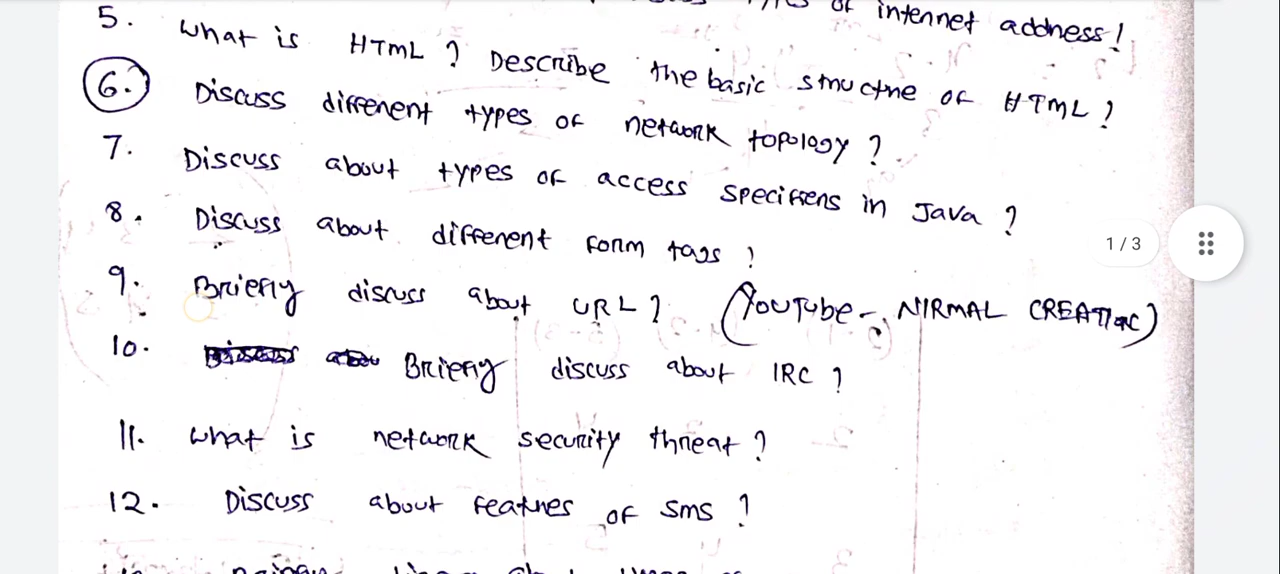 of internet address!
5. What is HTML ? Describe the basic structure of HTML ?
6. Discuss different types of network topology ?
7. Discuss about types of access specifiers in Java ?
8. Discuss about different form tags ?
9. Briefly discuss about URL ? (YouTube - NIRMAL CREATION)
1 / 3
10. Briefly discuss about IRC ?
11. What is network security threat ?
12. Discuss about features of SMS ?